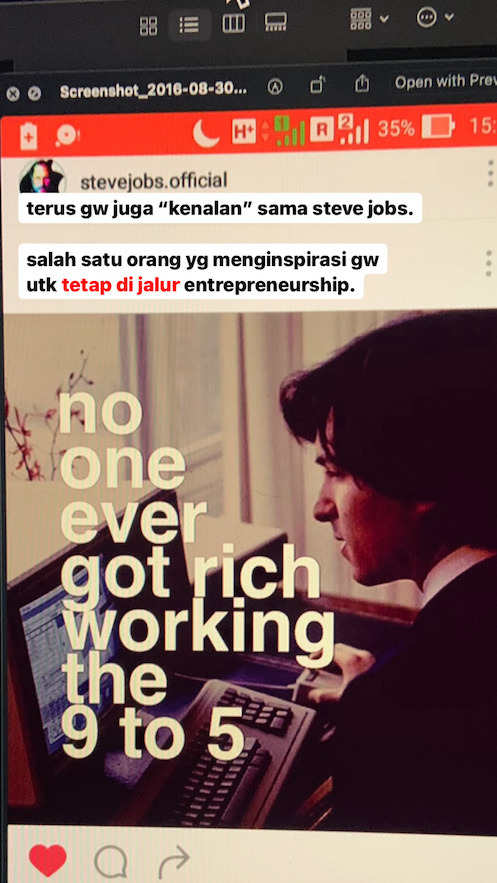 Screenshot_2016-08-30...
Open with Prev
H+
1
R
2
35%
15:
stevejobs.official
terus gw juga “kenalan” sama steve jobs.
salah satu orang yg menginspirasi gw
utk tetap di jalur entrepreneurship.
no
one
ever
got rich
working
the
9 to 5